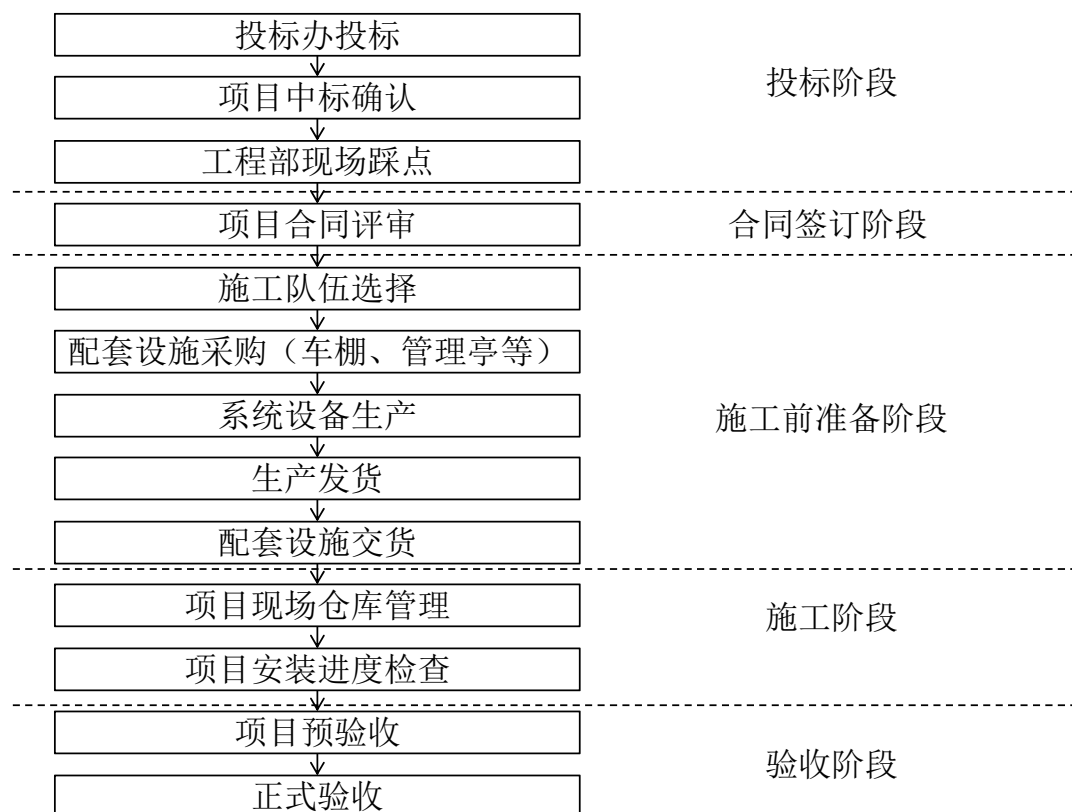 投标办投标
项目中标确认
投标阶段
工程部现场踩点
项目合同评审
合同签订阶段
施工队伍选择
配套设施采购（车棚、管理亭等）
系统设备生产
施工前准备阶段
生产发货
配套设施交货
项目现场仓库管理
施工阶段
项目安装进度检查
项目预验收
验收阶段
正式验收